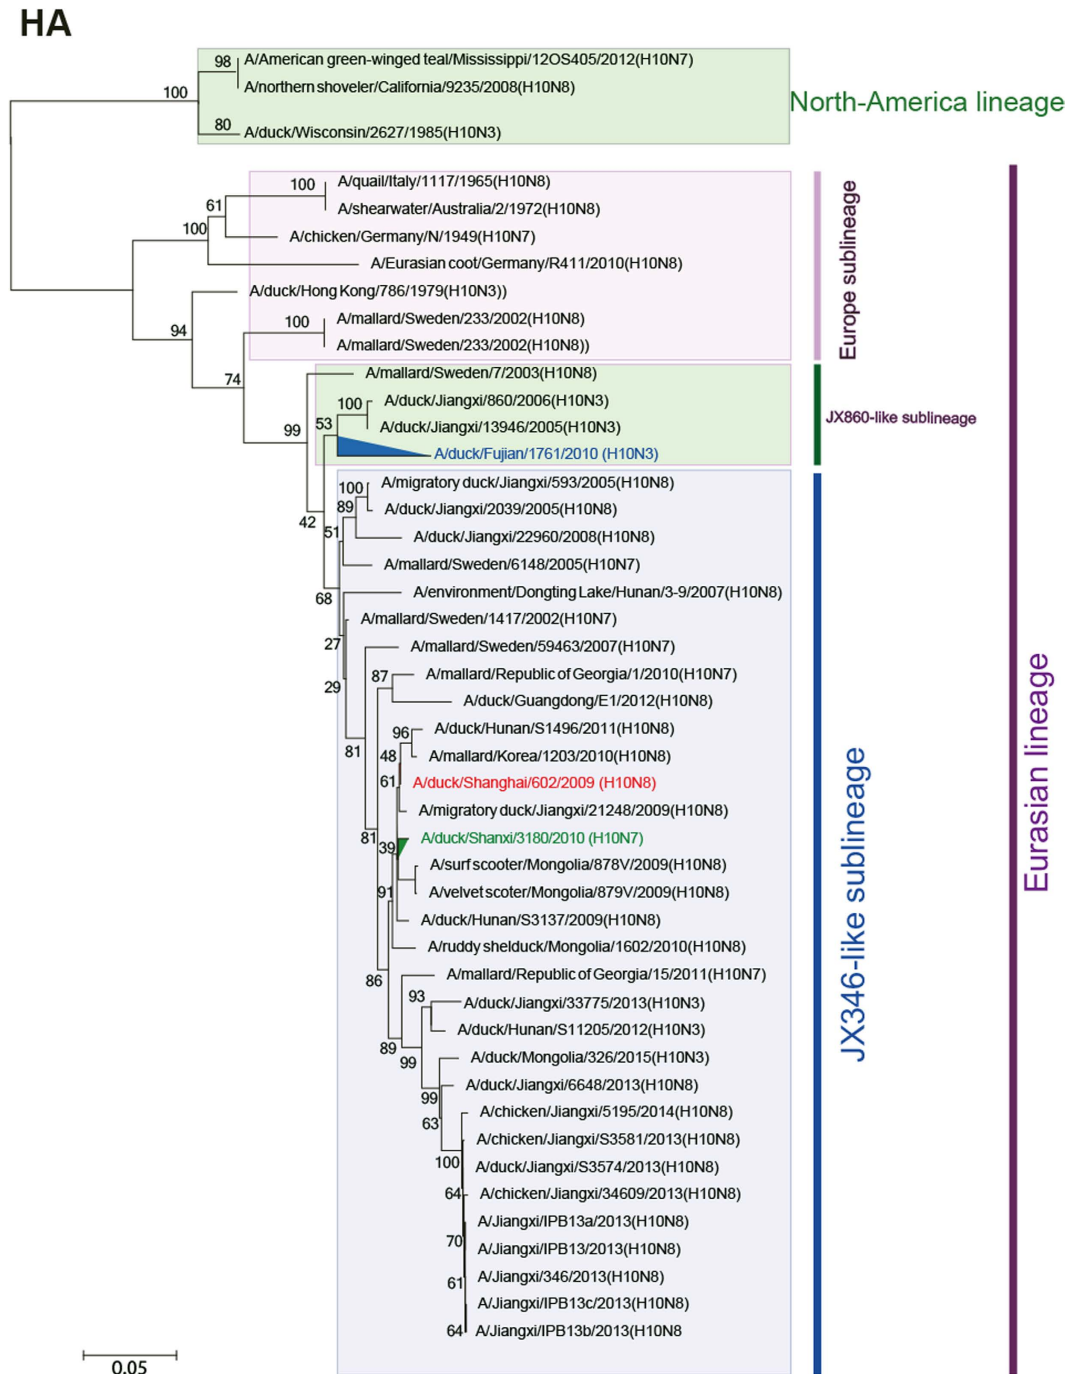 HA
98 A/American green-winged teal/Mississippi/12OS405/2012(H10N7)
A/northern shoveler/California/9235/2008(H10N8)
100
North-America lineage
80 A/duck/Wisconsin/2627/1985(H10N3)
100 A/quail/Italy/1117/1965(H10N8)
61 A/shearwater/Australia/2/1972(H10N8)
100 A/chicken/Germany/N/1949(H10N7)
A/Eurasian coot/Germany/R411/2010(H10N8)
A/duck/Hong Kong/786/1979(H10N3))
100 A/mallard/Sweden/233/2002(H10N8)
94
A/mallard/Sweden/233/2002(H10N8))
Europe sublineage
74 A/mallard/Sweden/7/2003(H10N8)
100 A/duck/Jiangxi/860/2006(H10N3)
53 A/duck/Jiangxi/13946/2005(H10N3)
JX860-like sublineage
99 A/duck/Fujian/1761/2010 (H10N3)
100 A/migratory duck/Jiangxi/593/2005(H10N8)
89 A/duck/Jiangxi/2039/2005(H10N8)
42
51 A/duck/Jiangxi/22960/2008(H10N8)
A/mallard/Sweden/6148/2005(H10N7)
68 A/environment/Dongting Lake/Hunan/3-9/2007(H10N8)
A/mallard/Sweden/1417/2002(H10N7)
27 A/mallard/Sweden/59463/2007(H10N7)
87 A/mallard/Republic of Georgia/1/2010(H10N7)
29 A/duck/Guangdong/E1/2012(H10N8)
96 A/duck/Hunan/S1496/2011(H10N8)
81
48 A/mallard/Korea/1203/2010(H10N8)
61 A/duck/Shanghai/602/2009 (H10N8)
A/migratory duck/Jiangxi/21248/2009(H10N8)
81 A/duck/Shanxi/3180/2010 (H10N7)
39
A/surf scooter/Mongolia/878V/2009(H10N8)
91 A/velvet scoter/Mongolia/879V/2009(H10N8)
A/duck/Hunan/S3137/2009(H10N8)
A/ruddy shelduck/Mongolia/1602/2010(H10N8)
86 A/mallard/Republic of Georgia/15/2011(H10N7)
93 A/duck/Jiangxi/33775/2013(H10N3)
A/duck/Hunan/S11205/2012(H10N3)
89
99 A/duck/Mongolia/326/2015(H10N3)
A/duck/Jiangxi/6648/2013(H10N8)
99
A/chicken/Jiangxi/5195/2014(H10N8)
63
A/chicken/Jiangxi/S3581/2013(H10N8)
100 A/duck/Jiangxi/S3574/2013(H10N8)
64 A/chicken/Jiangxi/34609/2013(H10N8)
A/Jiangxi/IPB13a/2013(H10N8)
70 A/Jiangxi/IPB13/2013(H10N8)
61 A/Jiangxi/346/2013(H10N8)
A/Jiangxi/IPB13c/2013(H10N8)
64 A/Jiangxi/IPB13b/2013(H10N8
JX346-like sublineage
Eurasian lineage
0.05